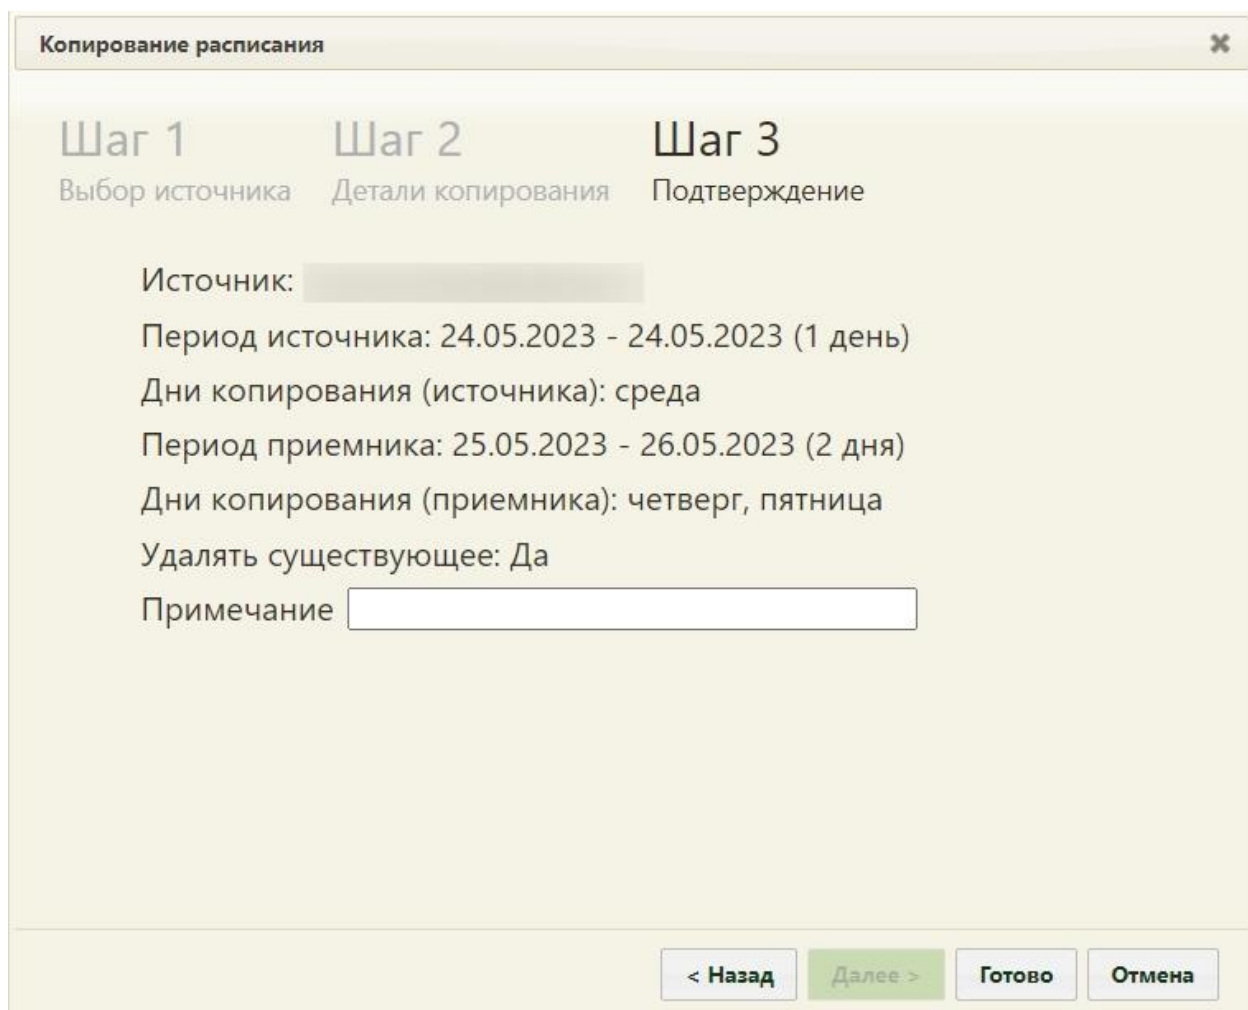 Копирование расписания
Шаг 1 Шаг 2 Шаг 3
Выбор источника Детали копирования Подтверждение
Источник:
Период источника: 24.05.2023 - 24.05.2023 (1 день)
Дни копирования (источника): среда
Период приемника: 25.05.2023 - 26.05.2023 (2 дня)
Дни копирования (приемника): четверг, пятница
Удалять существующее: Да
Примечание
< Назад Далее > Готово Отмена